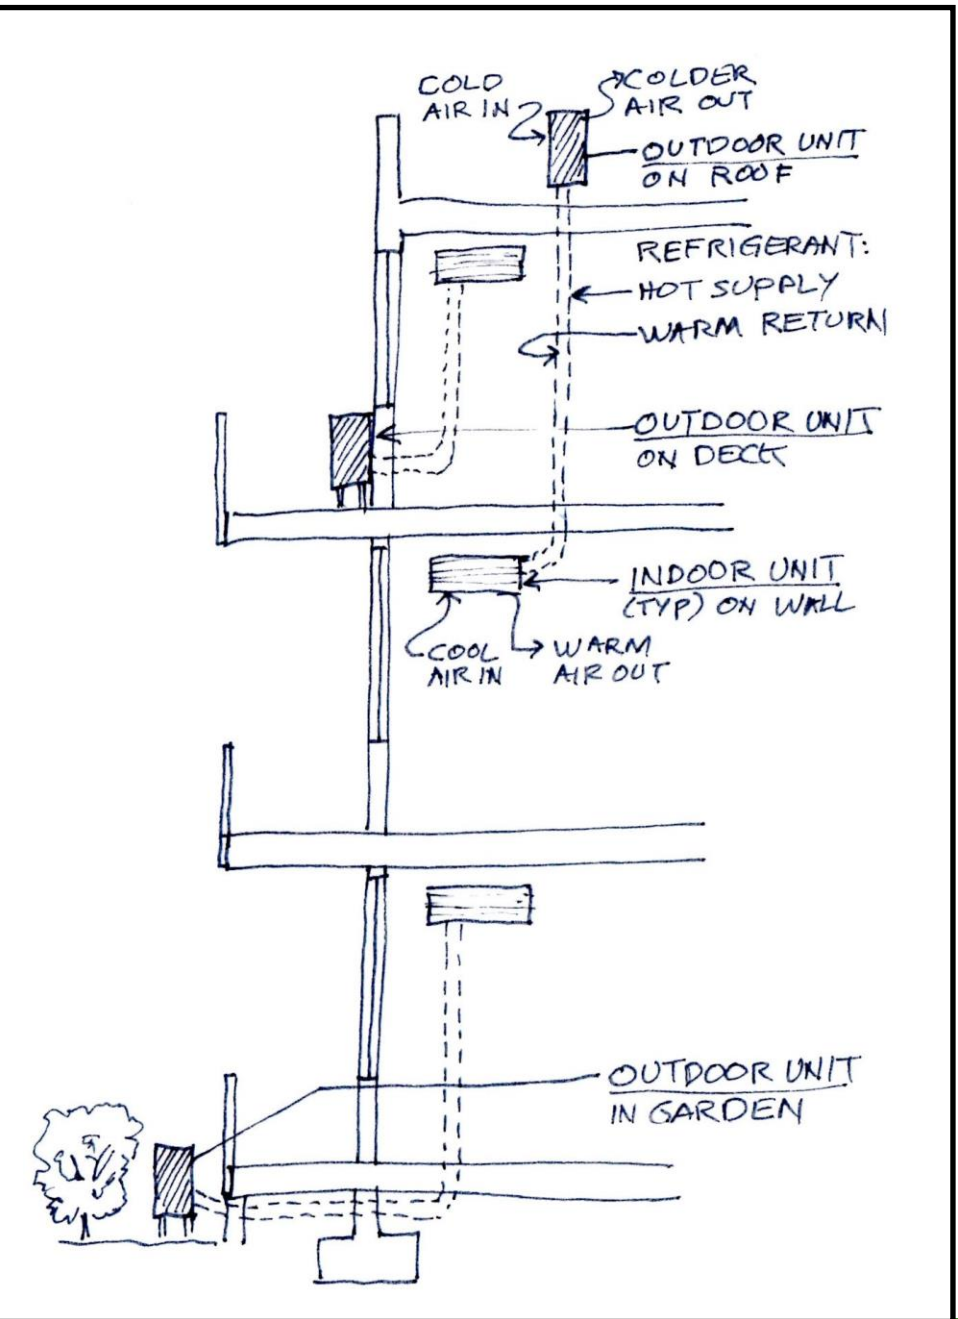 COLD
AIR IN
COLDER
AIR OUT
OUTDOOR UNIT
ON ROOF
REFRIGERANT:
HOT SUPPLY
WARM RETURN
OUTDOOR UNIT
ON DECK
INDOOR UNIT
(TYP) ON WALL
COOL
AIR IN
WARM
AIR OUT
OUTDOOR UNIT
IN GARDEN